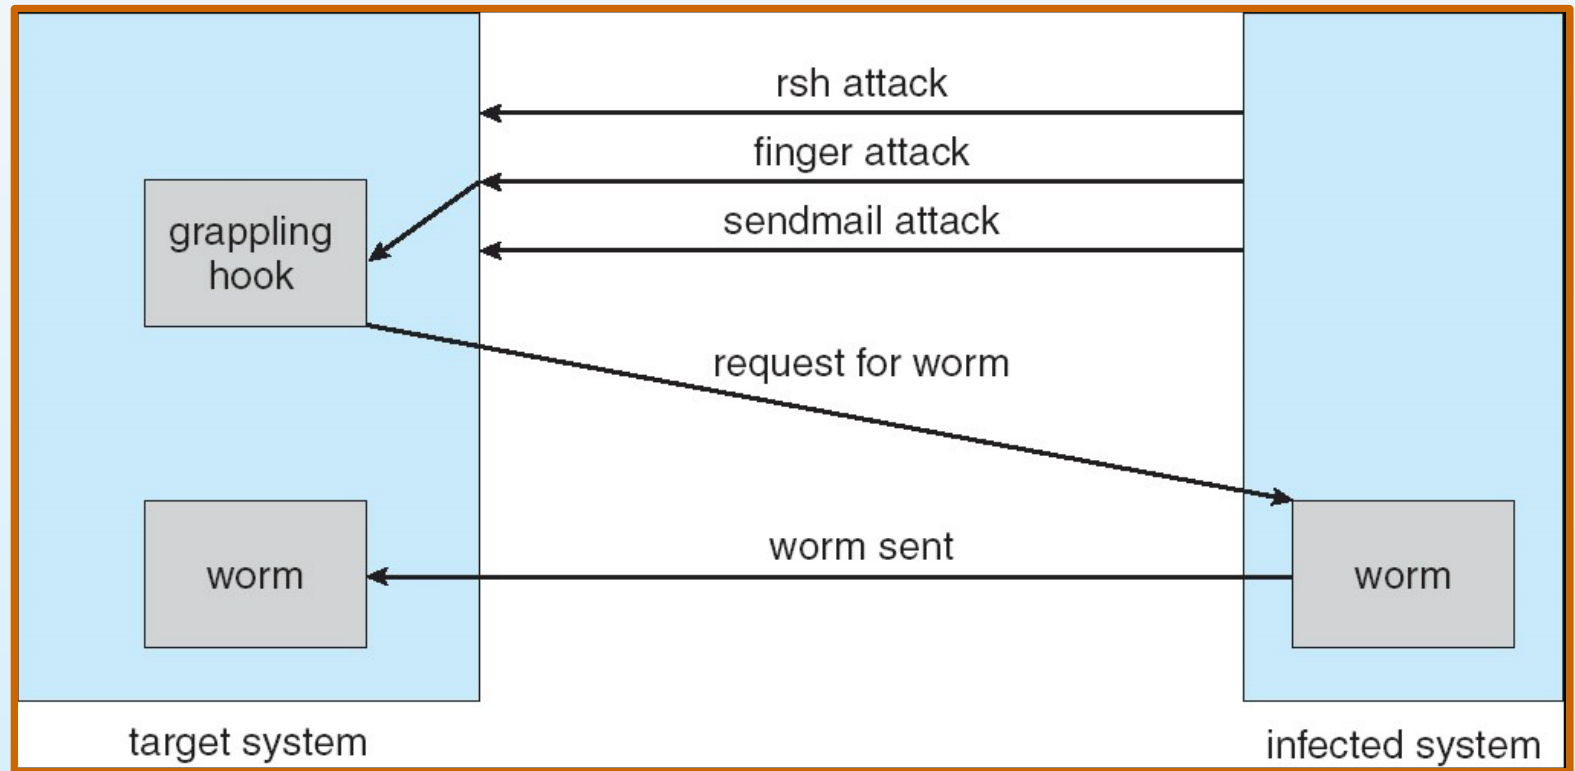 rsh attack
finger attack
sendmail attack
grappling
hook
request for worm
worm sent
worm
worm
target system
infected system